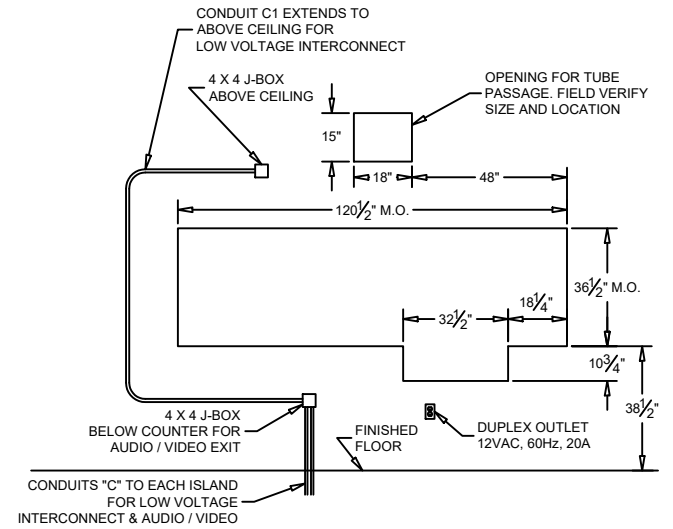 CONDUIT C1 EXTENDS TO
ABOVE CEILING FOR
LOW VOLTAGE INTERCONNECT
4 X 4 J-BOX
ABOVE CEILING
OPENING FOR TUBE
PASSAGE. FIELD VERIFY
SIZE AND LOCATION
15"
18"
48"
120½" M.O.
36½" M.O.
18¼"
32½"
10¾"
38½"
4 X 4 J-BOX
BELOW COUNTER FOR
AUDIO / VIDEO EXIT
FINISHED
FLOOR
DUPLEX OUTLET
12VAC, 60Hz, 20A
CONDUITS "C" TO EACH ISLAND
FOR LOW VOLTAGE
INTERCONNECT & AUDIO / VIDEO